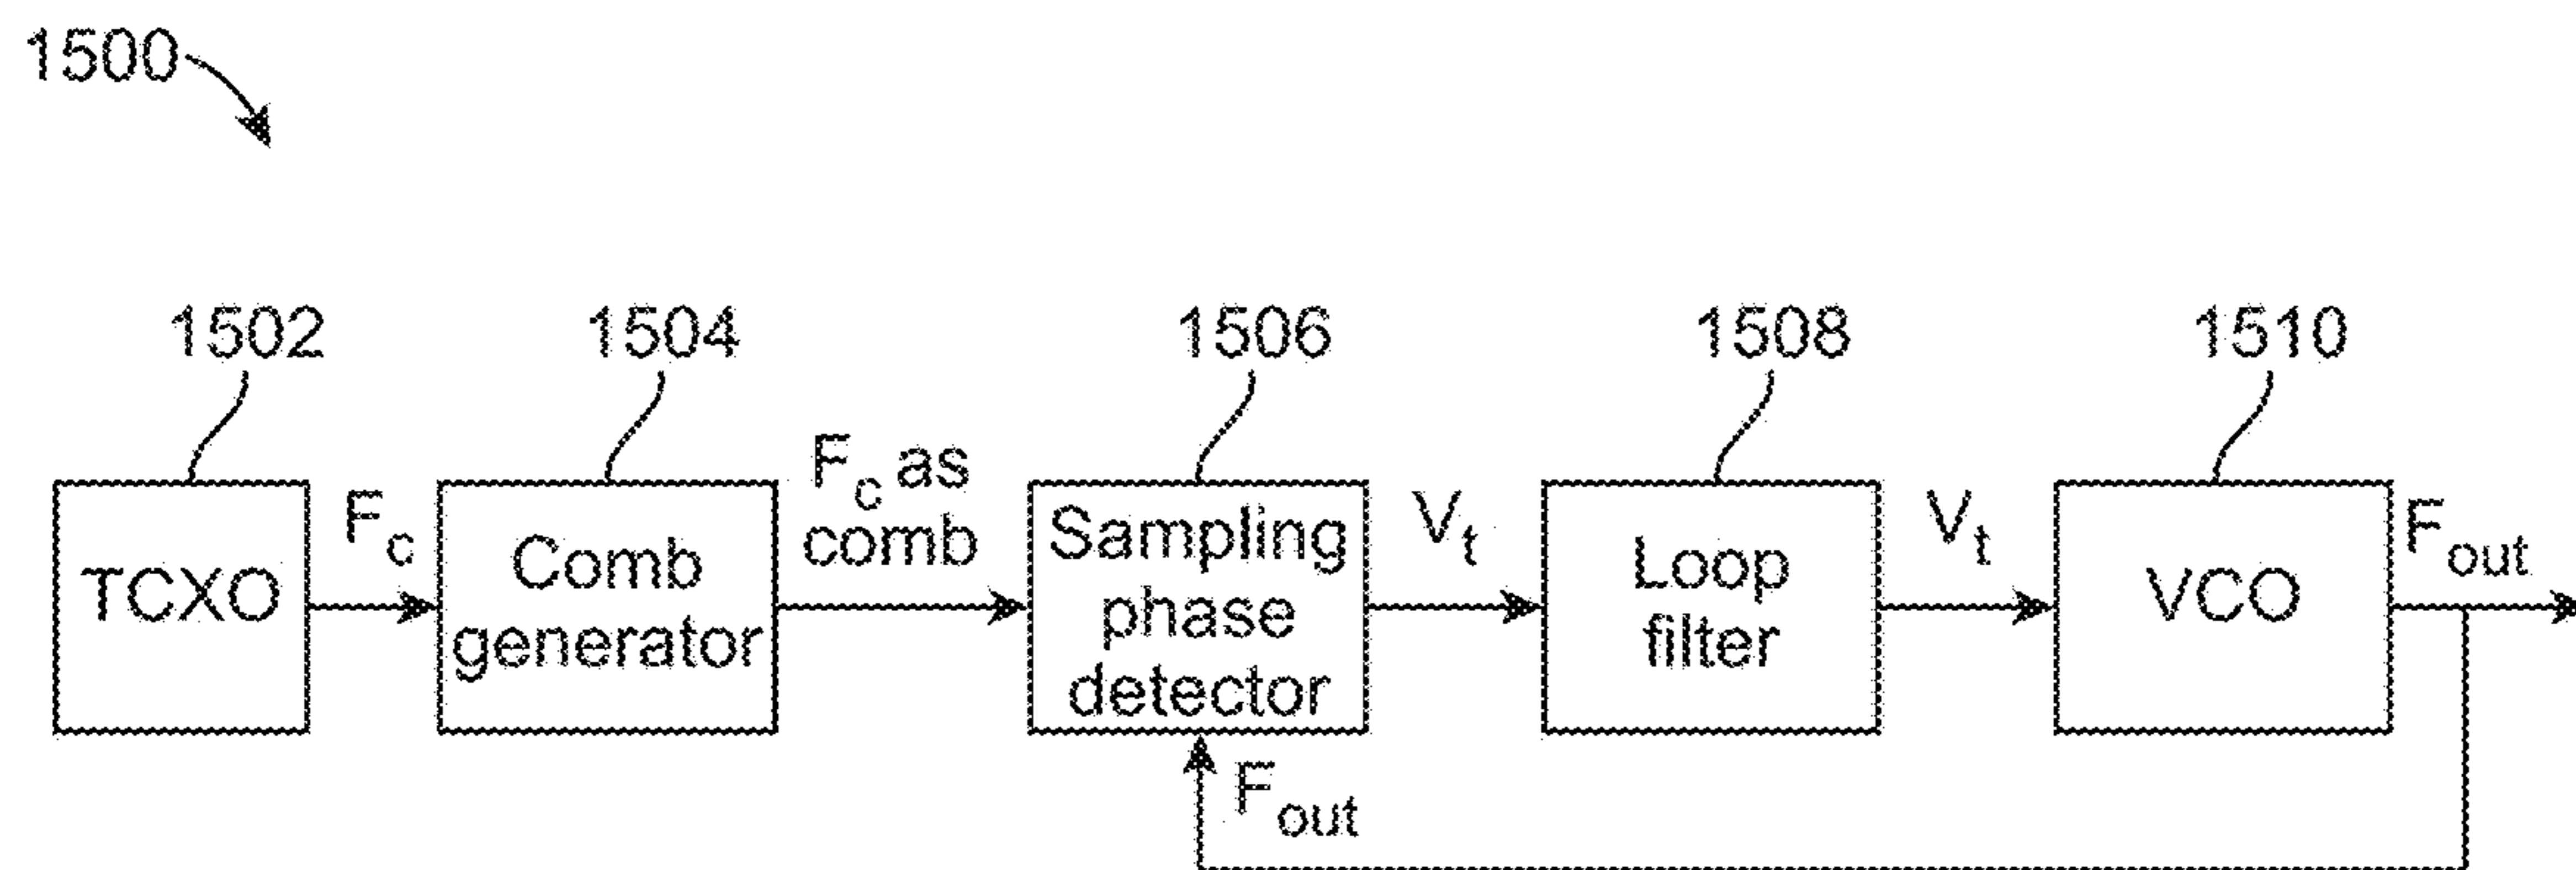 1500
1502
1504
1506
1508
1510
TCXO
Fc
Comb
generator
Fc as
comb
Sampling
phase
detector
Vt
Loop
filter
Vt
VCO
Fout
Fout